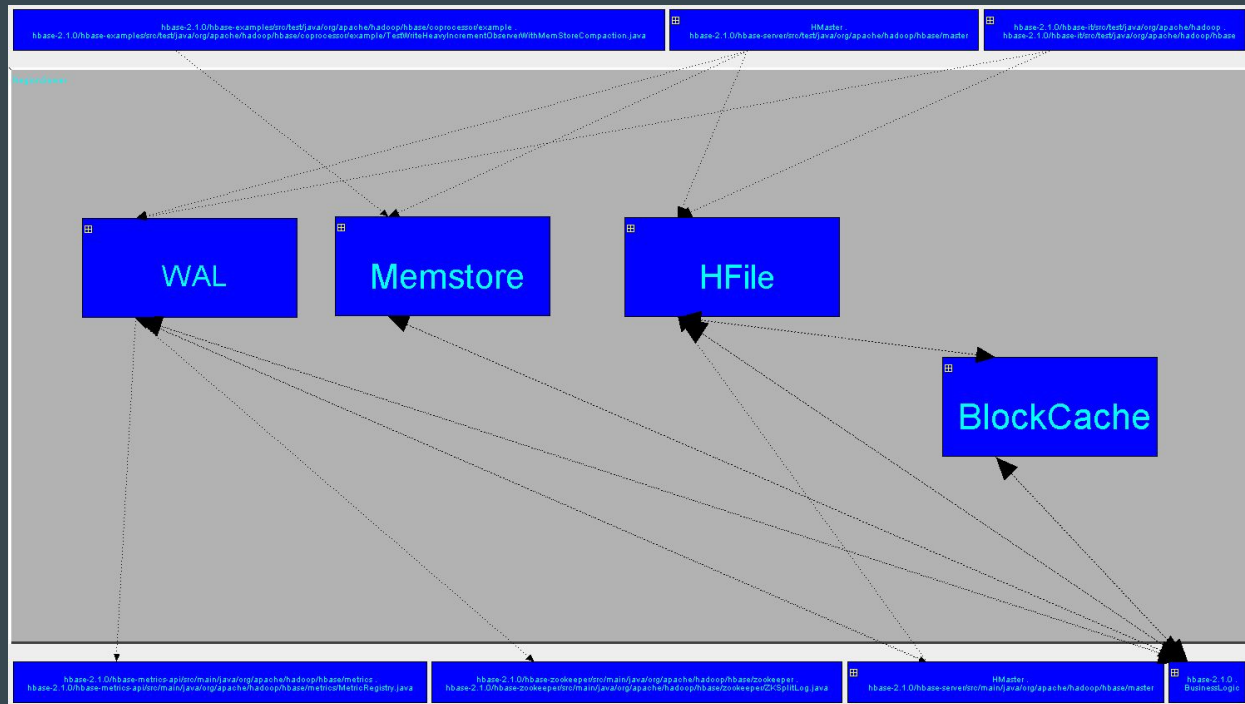 hbase-2.1.0/hbase-examples/src/test/java/org/apache/hadoop/hbase/coprocessor/example .
hbase-2.1.0/hbase-examples/src/test/java/org/apache/hadoop/hbase/coprocessor/example/TestWriteHeavyIncrementObserverWithMemStoreCompaction.java
HMaster .
hbase-2.1.0/hbase-server/src/test/java/org/apache/hadoop/hbase/master
hbase-2.1.0/hbase-it/src/test/java/org/apache/hadoop .
hbase-2.1.0/hbase-it/src/test/java/org/apache/hadoop/hbase
WAL
Memstore
HFile
BlockCache
hbase-2.1.0/hbase-metrics-api/src/main/java/org/apache/hadoop/hbase/metrics .
hbase-2.1.0/hbase-metrics-api/src/main/java/org/apache/hadoop/hbase/metrics/MetricRegistry.java
hbase-2.1.0/hbase-zookeeper/src/main/java/org/apache/hadoop/hbase/zookeeper .
hbase-2.1.0/hbase-zookeeper/src/main/java/org/apache/hadoop/hbase/zookeeper/ZKSplitLog.java
HMaster .
hbase-2.1.0/hbase-server/src/main/java/org/apache/hadoop/hbase/master
hbase-2.1.0 .
BusinessLogic